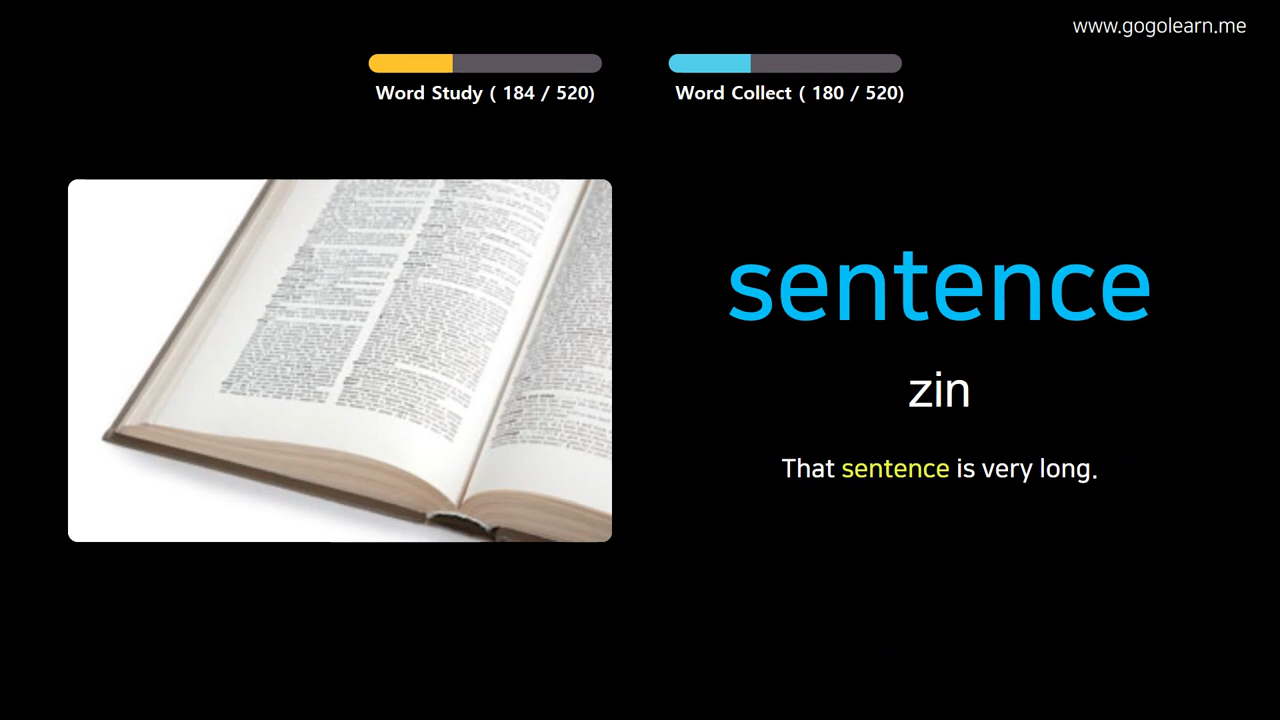 www.gogolearn.me
Word Study ( 184 / 520)
Word Collect ( 180 / 520)
sentence
zin
That sentence is very long.